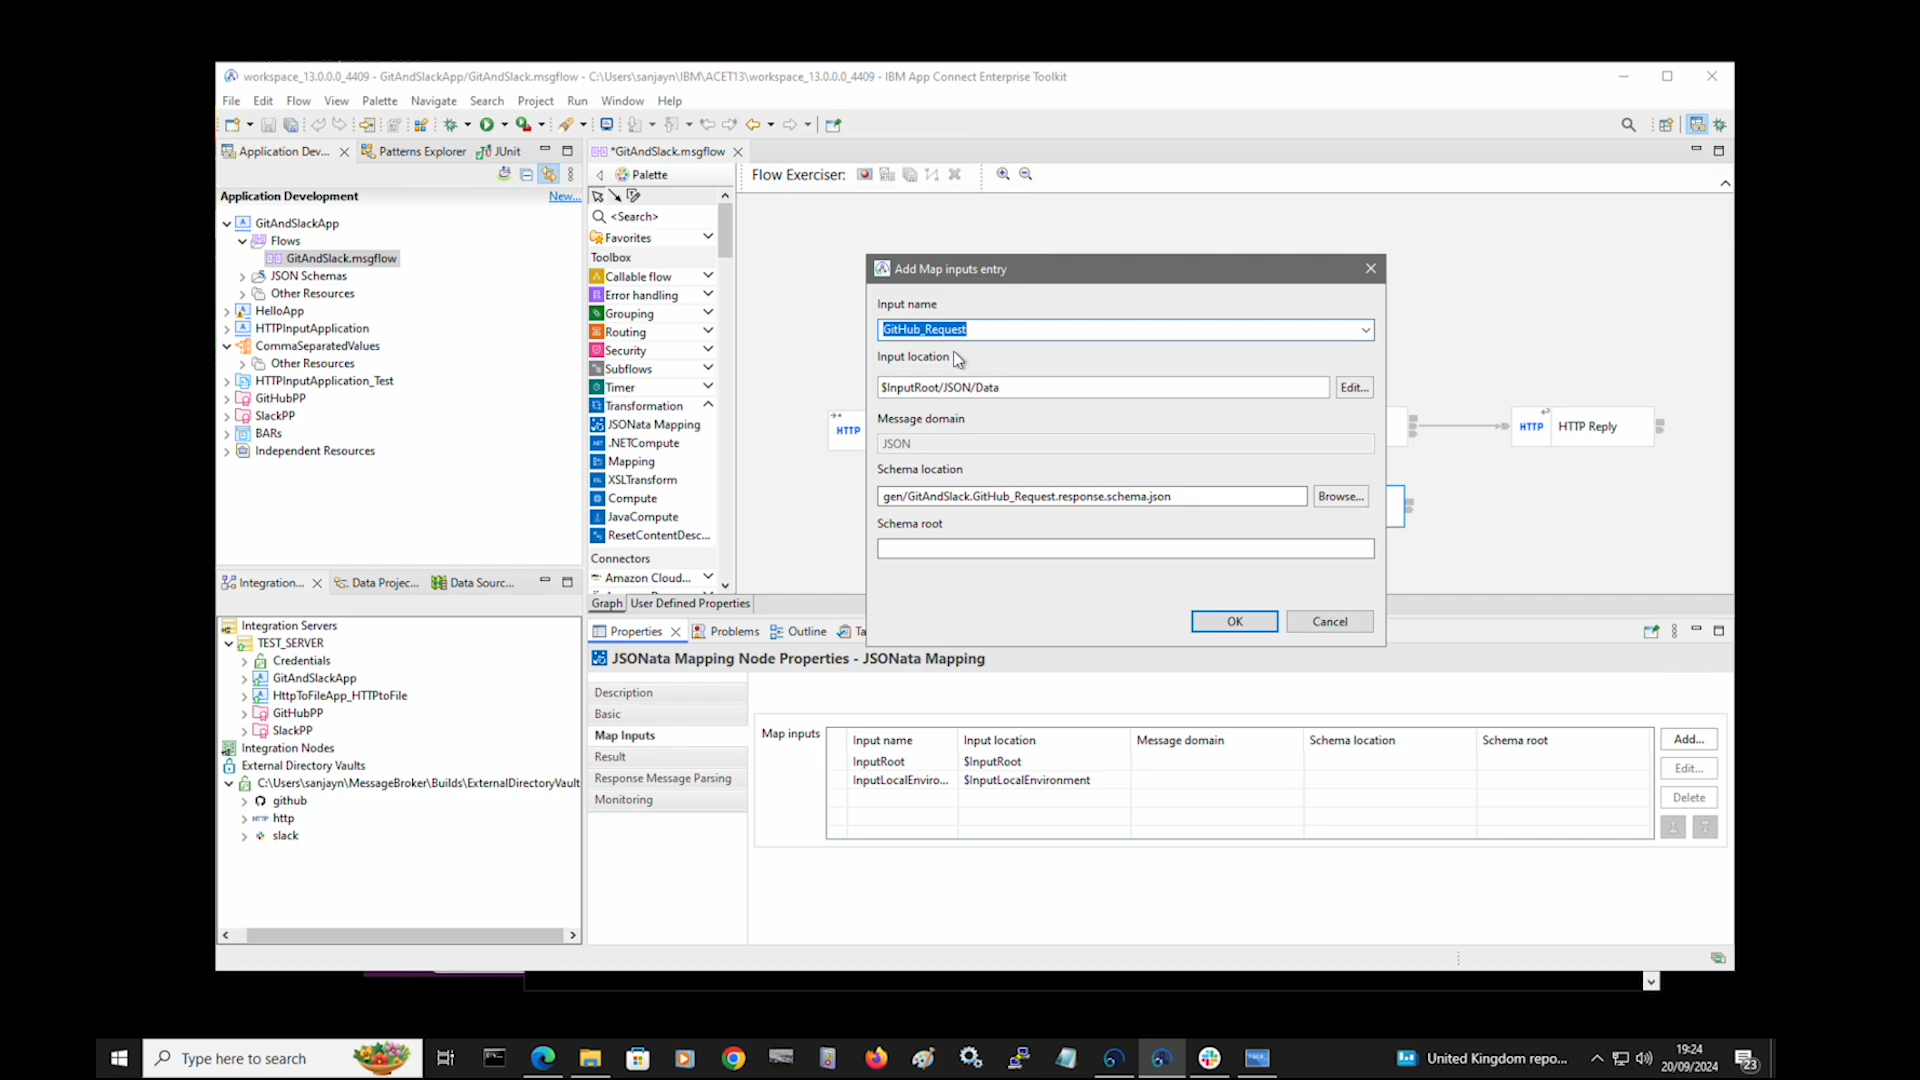 workspace_13.0.0.0_4409 - GitAndSlackApp/GitAndSlack.msgflow - C:\Users\sanjayn\IBM\ACET13\workspace_13.0.0.0_4409 - IBM App Connect Enterprise Toolkit
File Edit Flow View Palette Navigate Search Project Run Window Help
Application Dev... Patterns Explorer JUnit
Application Development New...
GitAndSlackApp
Flows
GitAndSlack.msgflow
JSON Schemas
Other Resources
HelloApp
HTTPInputApplication
CommaSeparatedValues
Other Resources
HTTPInputApplication_Test
GitHubPP
SlackPP
BARs
Independent Resources
Integration... Data Projec... Data Sourc...
Integration Servers
TEST_SERVER
Credentials
GitAndSlackApp
HttpToFileApp_HTTPtoFile
GitHubPP
SlackPP
Integration Nodes
External Directory Vaults
C:\Users\sanjayn\MessageBroker\Builds\ExternalDirectoryVault
github
HTTP http
slack
*GitAndSlack.msgflow
Palette
<Search>
Favorites
Toolbox
Callable flow
Error handling
Grouping
Routing
Security
Subflows
Timer
Transformation
JSONata Mapping
.NETCompute
Mapping
XSLTransform
Compute
JavaCompute
ResetContentDesc...
Connectors
Amazon Cloud...
Graph User Defined Properties
Flow Exerciser:
HTTP
HTTP HTTP Reply
Add Map inputs entry
Input name
GitHub_Request
Input location
$InputRoot/JSON/Data Edit...
Message domain
JSON
Schema location
gen/GitAndSlack.GitHub_Request.response.schema.json Browse...
Schema root
OK Cancel
Properties Problems Outline Ta
JSONata Mapping Node Properties - JSONata Mapping
Description
Basic
Map Inputs
Result
Response Message Parsing
Monitoring
Map inputs
Input name Input location Message domain Schema location Schema root
InputRoot $InputRoot
InputLocalEnviro... $InputLocalEnvironment
Add...
Edit...
Delete
Type here to search
United Kingdom repo...
19:24
20/09/2024
23